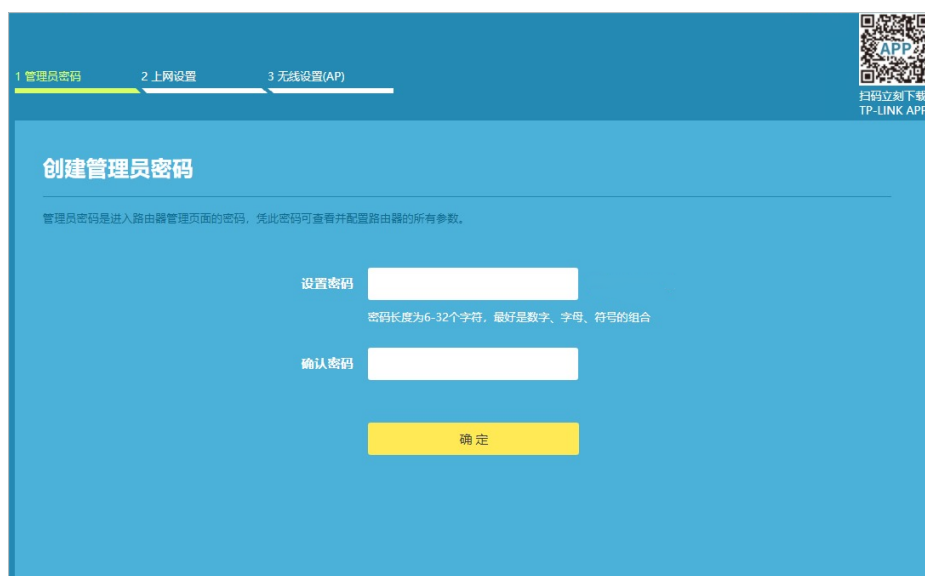 APP
1 管理员密码
2 上网设置
3 无线设置(AP)
扫码立刻下载
TP-LINK APP
创建管理员密码
管理员密码是进入路由器管理页面的密码，凭此密码可查看并配置路由器的所有参数。
设置密码
密码长度为6-32个字符，最好是数字、字母、符号的组合
确认密码
确 定